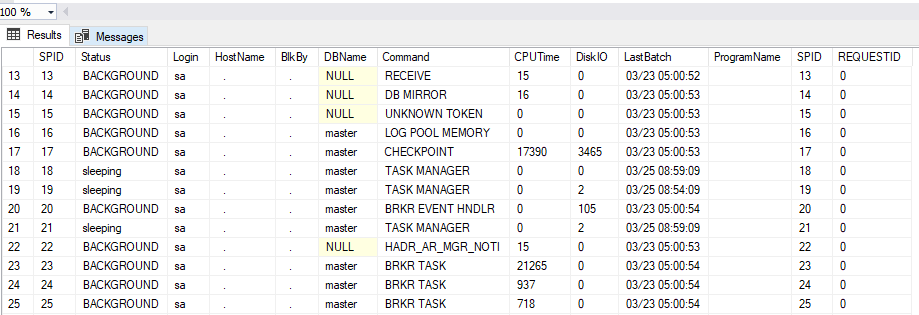 100 %
Results Messages
SPID Status Login HostName BlkBy DBName Command CPUTime DiskIO LastBatch ProgramName SPID REQUESTID
13 13 BACKGROUND sa . . NULL RECEIVE 15 0 03/23 05:00:52 13 0
14 14 BACKGROUND sa . . NULL DB MIRROR 16 0 03/23 05:00:53 14 0
15 15 BACKGROUND sa . . NULL UNKNOWN TOKEN 0 0 03/23 05:00:53 15 0
16 16 BACKGROUND sa . . master LOG POOL MEMORY 0 0 03/23 05:00:53 16 0
17 17 BACKGROUND sa . . master CHECKPOINT 17390 3465 03/23 05:00:53 17 0
18 18 sleeping sa . . master TASK MANAGER 0 0 03/25 08:59:09 18 0
19 19 sleeping sa . . master TASK MANAGER 0 2 03/25 08:54:09 19 0
20 20 BACKGROUND sa . . master BRKR EVENT HNDLR 0 105 03/23 05:00:54 20 0
21 21 sleeping sa . . master TASK MANAGER 0 2 03/25 08:59:09 21 0
22 22 BACKGROUND sa . . NULL HADR_AR_MGR_NOTI 15 0 03/23 05:00:53 22 0
23 23 BACKGROUND sa . . master BRKR TASK 21265 0 03/23 05:00:54 23 0
24 24 BACKGROUND sa . . master BRKR TASK 937 0 03/23 05:00:54 24 0
25 25 BACKGROUND sa . . master BRKR TASK 718 0 03/23 05:00:54 25 0